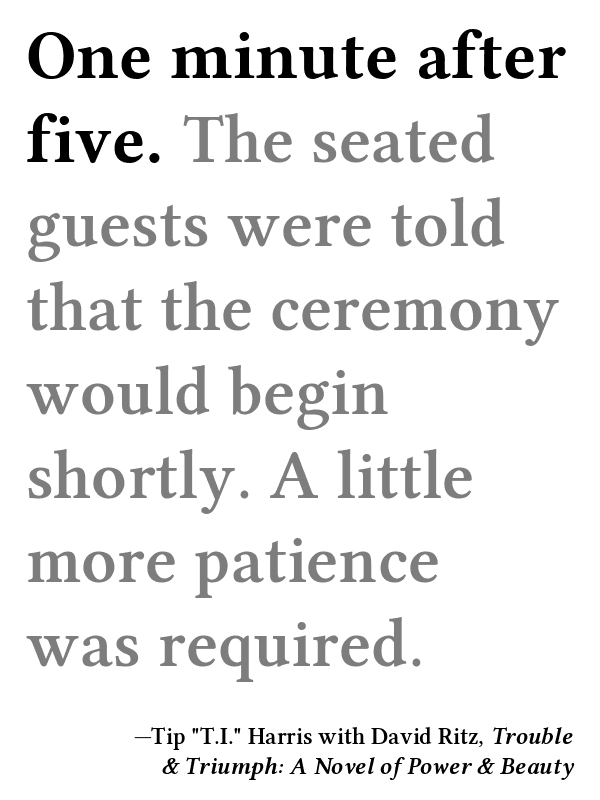 One minute after
five. The seated
guests were told
that the ceremony
would begin
shortly. A little
more patience
was required.
—Tip "T.I." Harris with David Ritz, Trouble
& Triumph: A Novel of Power & Beauty